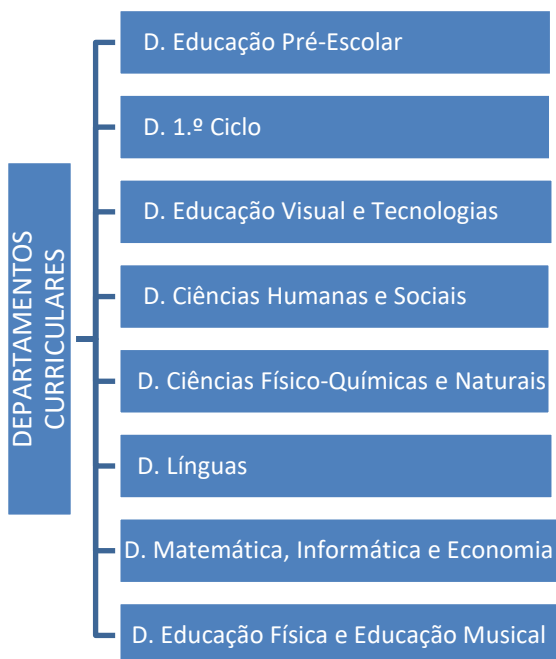 DEPARTAMENTOS
CURRICULARES
D. Educação Pré-Escolar
D. 1.º Ciclo
D. Educação Visual e Tecnologias
D. Ciências Humanas e Sociais
D. Ciências Físico-Químicas e Naturais
D. Línguas
D. Matemática, Informática e Economia
D. Educação Física e Educação Musical